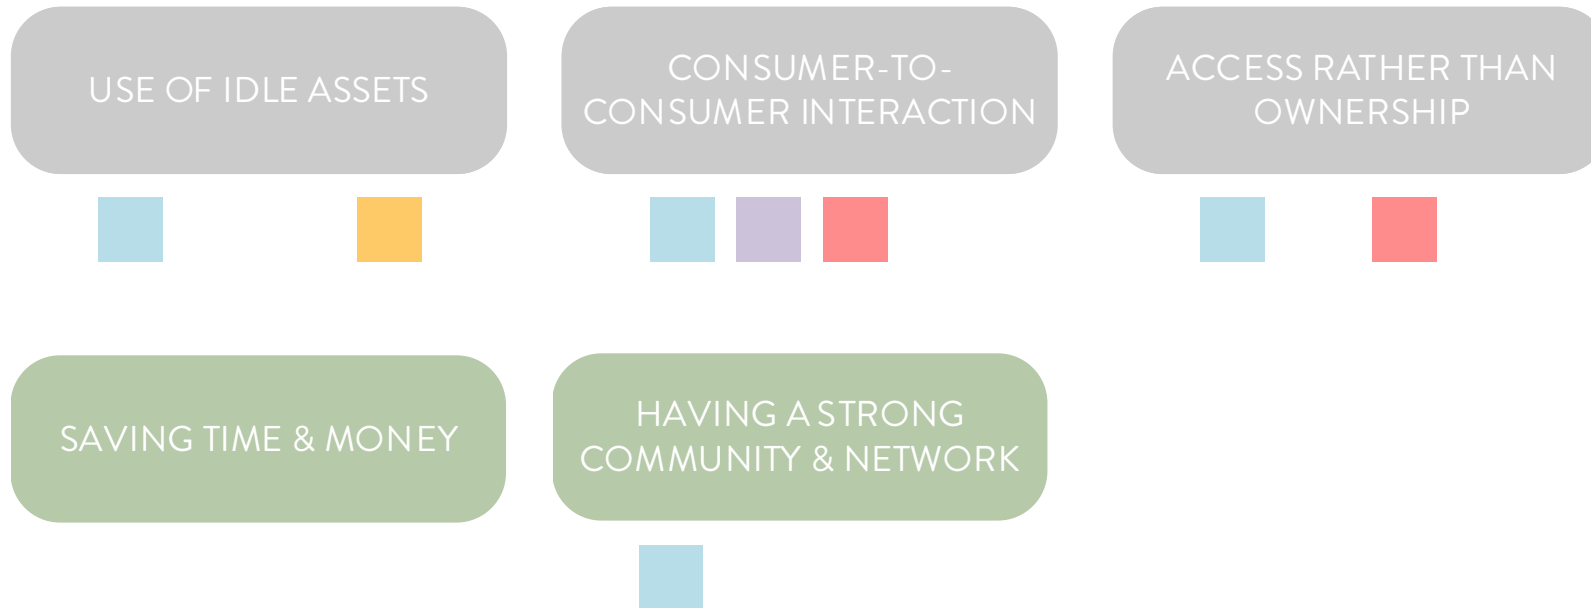 USE OF IDLE ASSETS
CONSUMER-TO-
CONSUMER INTERACTION
ACCESS RATHER THAN
OWNERSHIP
SAVING TIME & MONEY
HAVING A STRONG
COMMUNITY & NETWORK